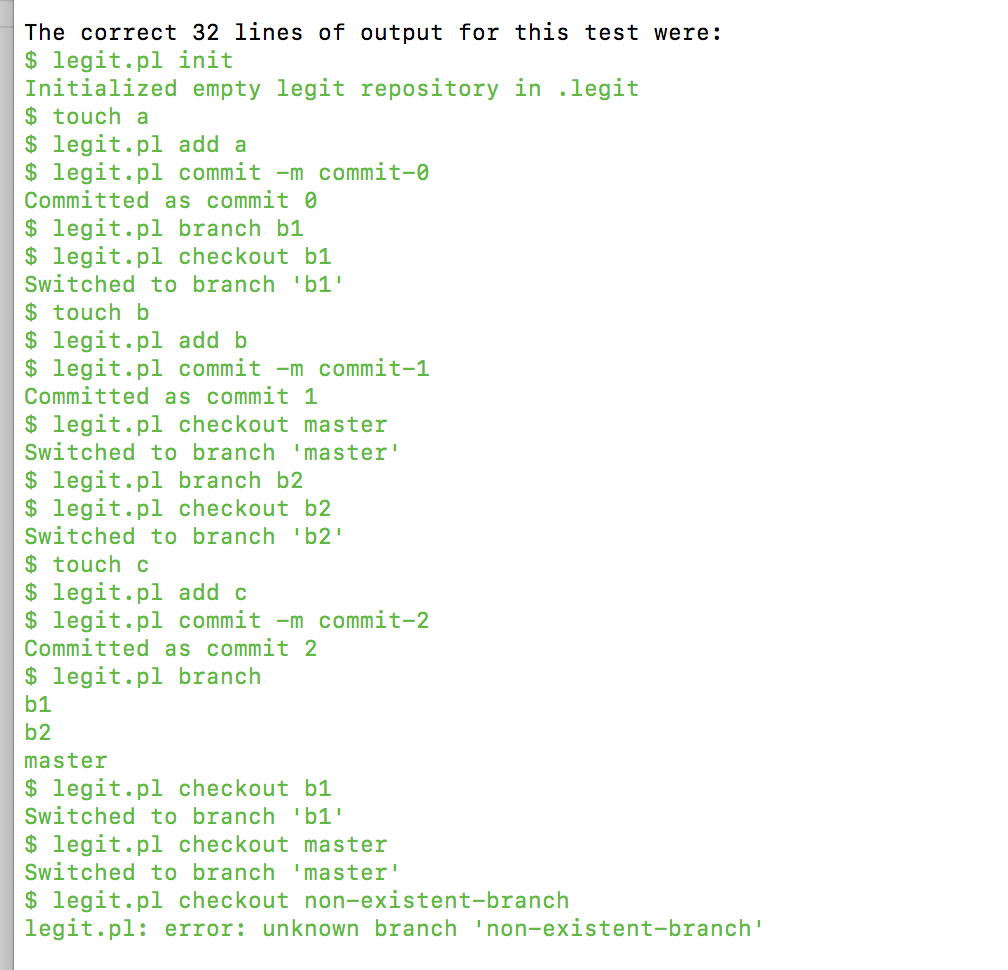 The correct 32 lines of output for this test were:
$ legit.pl init
Initialized empty legit repository in .legit
$ touch a
$ legit.pl add a
$ legit.pl commit -m commit-0
Committed as commit 0
$ legit.pl branch b1
$ legit.pl checkout b1
Switched to branch 'b1'
$ touch b
$ legit.pl add b
$ legit.pl commit -m commit-1
Committed as commit 1
$ legit.pl checkout master
Switched to branch 'master'
$ legit.pl branch b2
$ legit.pl checkout b2
Switched to branch 'b2'
$ touch c
$ legit.pl add c
$ legit.pl commit -m commit-2
Committed as commit 2
$ legit.pl branch
b1
b2
master
$ legit.pl checkout b1
Switched to branch 'b1'
$ legit.pl checkout master
Switched to branch 'master'
$ legit.pl checkout non-existent-branch
legit.pl: error: unknown branch 'non-existent-branch'